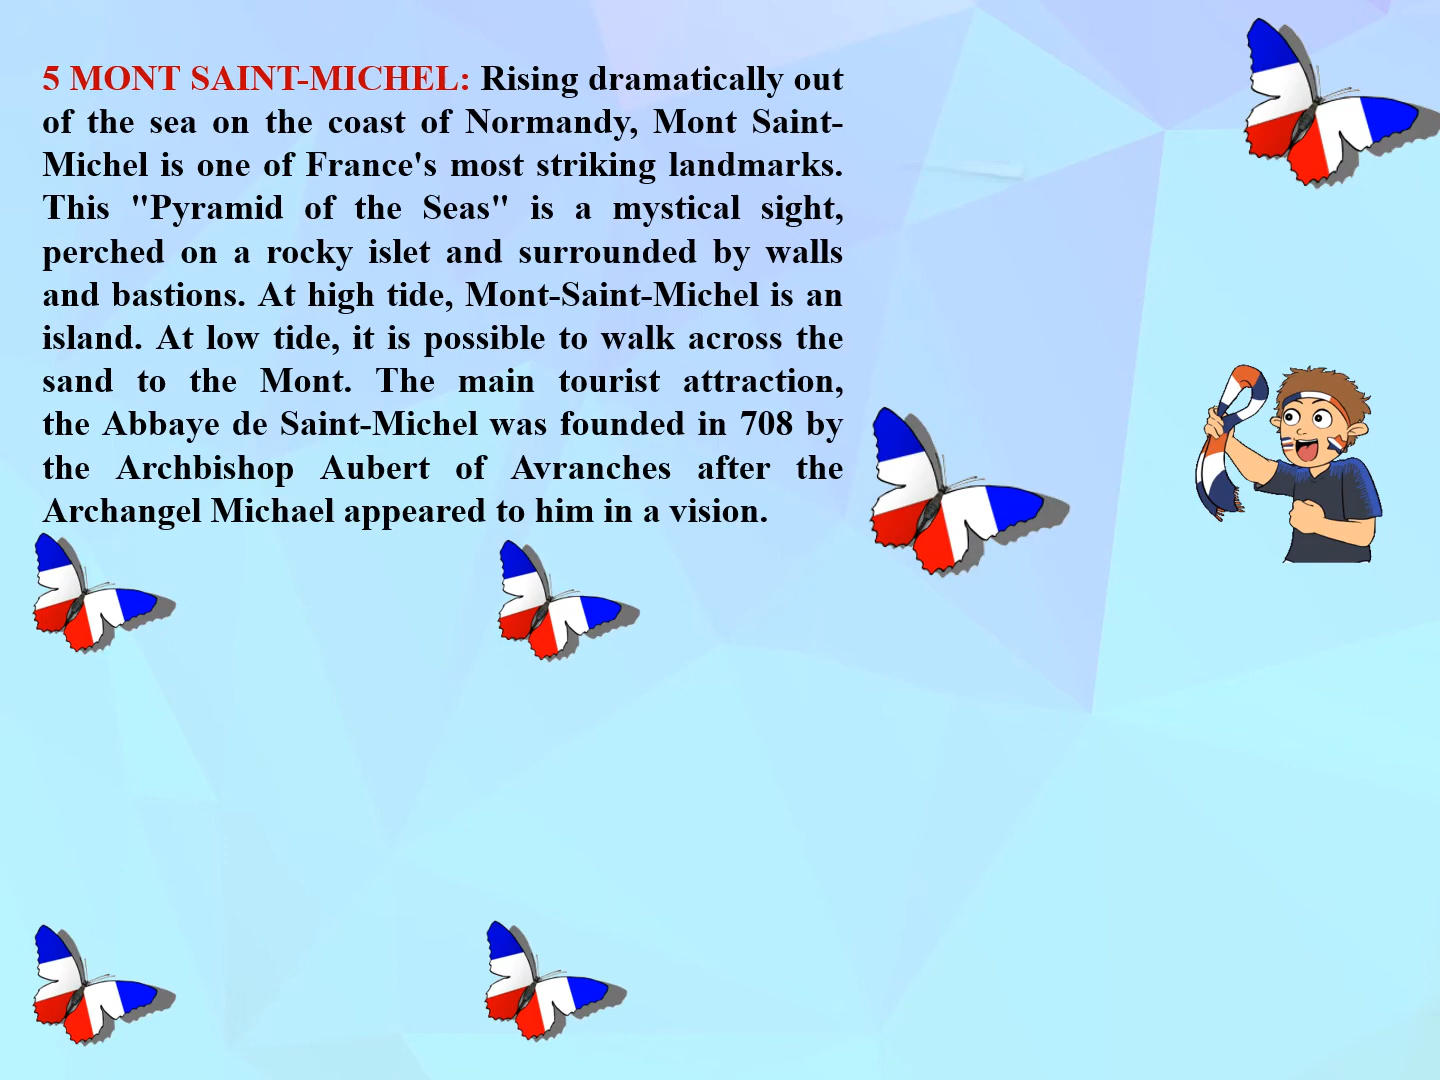 5 MONT SAINT-MICHEL: Rising dramatically out
of the sea on the coast of Normandy, Mont Saint-
Michel is one of France's most striking landmarks.
This "Pyramid of the Seas" is a mystical sight,
perched on a rocky islet and surrounded by walls
and bastions. At high tide, Mont-Saint-Michel is an
island. At low tide, it is possible to walk across the
sand to the Mont. The main tourist attraction,
the Abbaye de Saint-Michel was founded in 708 by
the Archbishop Aubert of Avranches after the
Archangel Michael appeared to him in a vision.